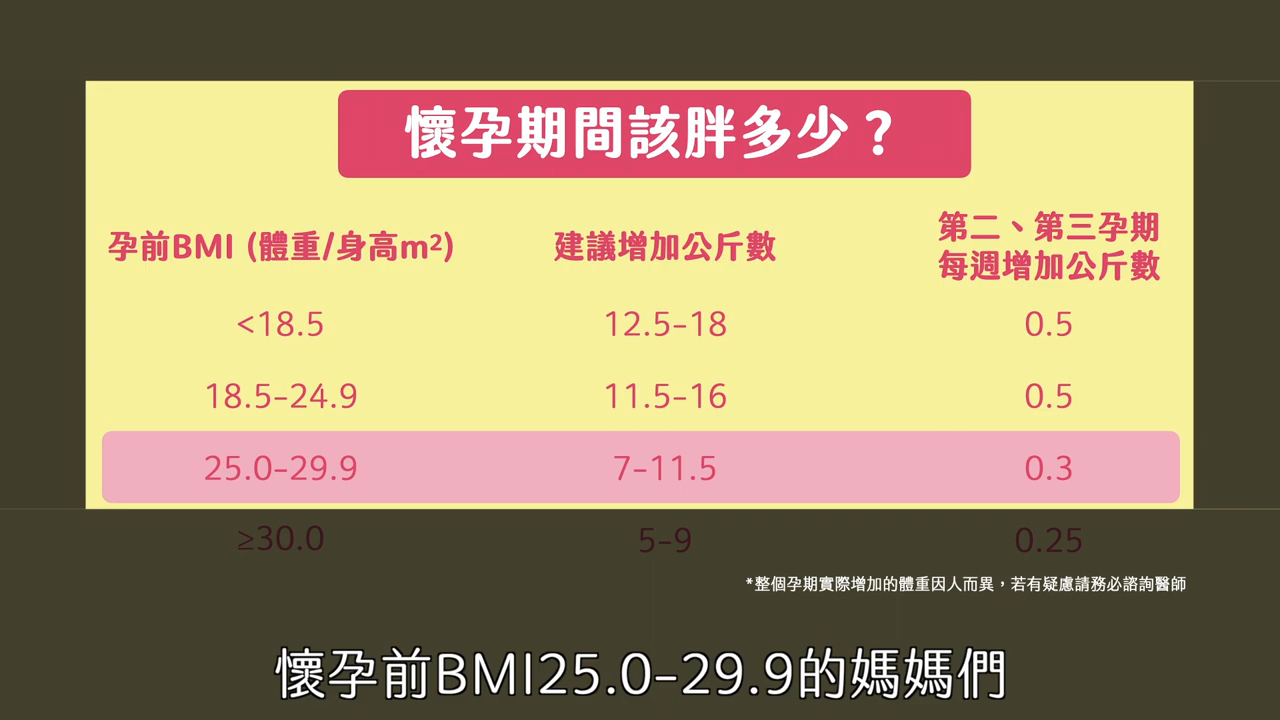 懷孕期間該胖多少？
孕前BMI (體重/身高m²) 建議增加公斤數 第二、第三孕期
每週增加公斤數
<18.5 12.5–18 0.5
18.5–24.9 11.5–16 0.5
25.0–29.9 7–11.5 0.3
≥30.0 5–9 0.25
*整個孕期實際增加的體重因人而異，若有疑慮請務必諮詢醫師
懷孕前BMI25.0–29.9的媽媽們